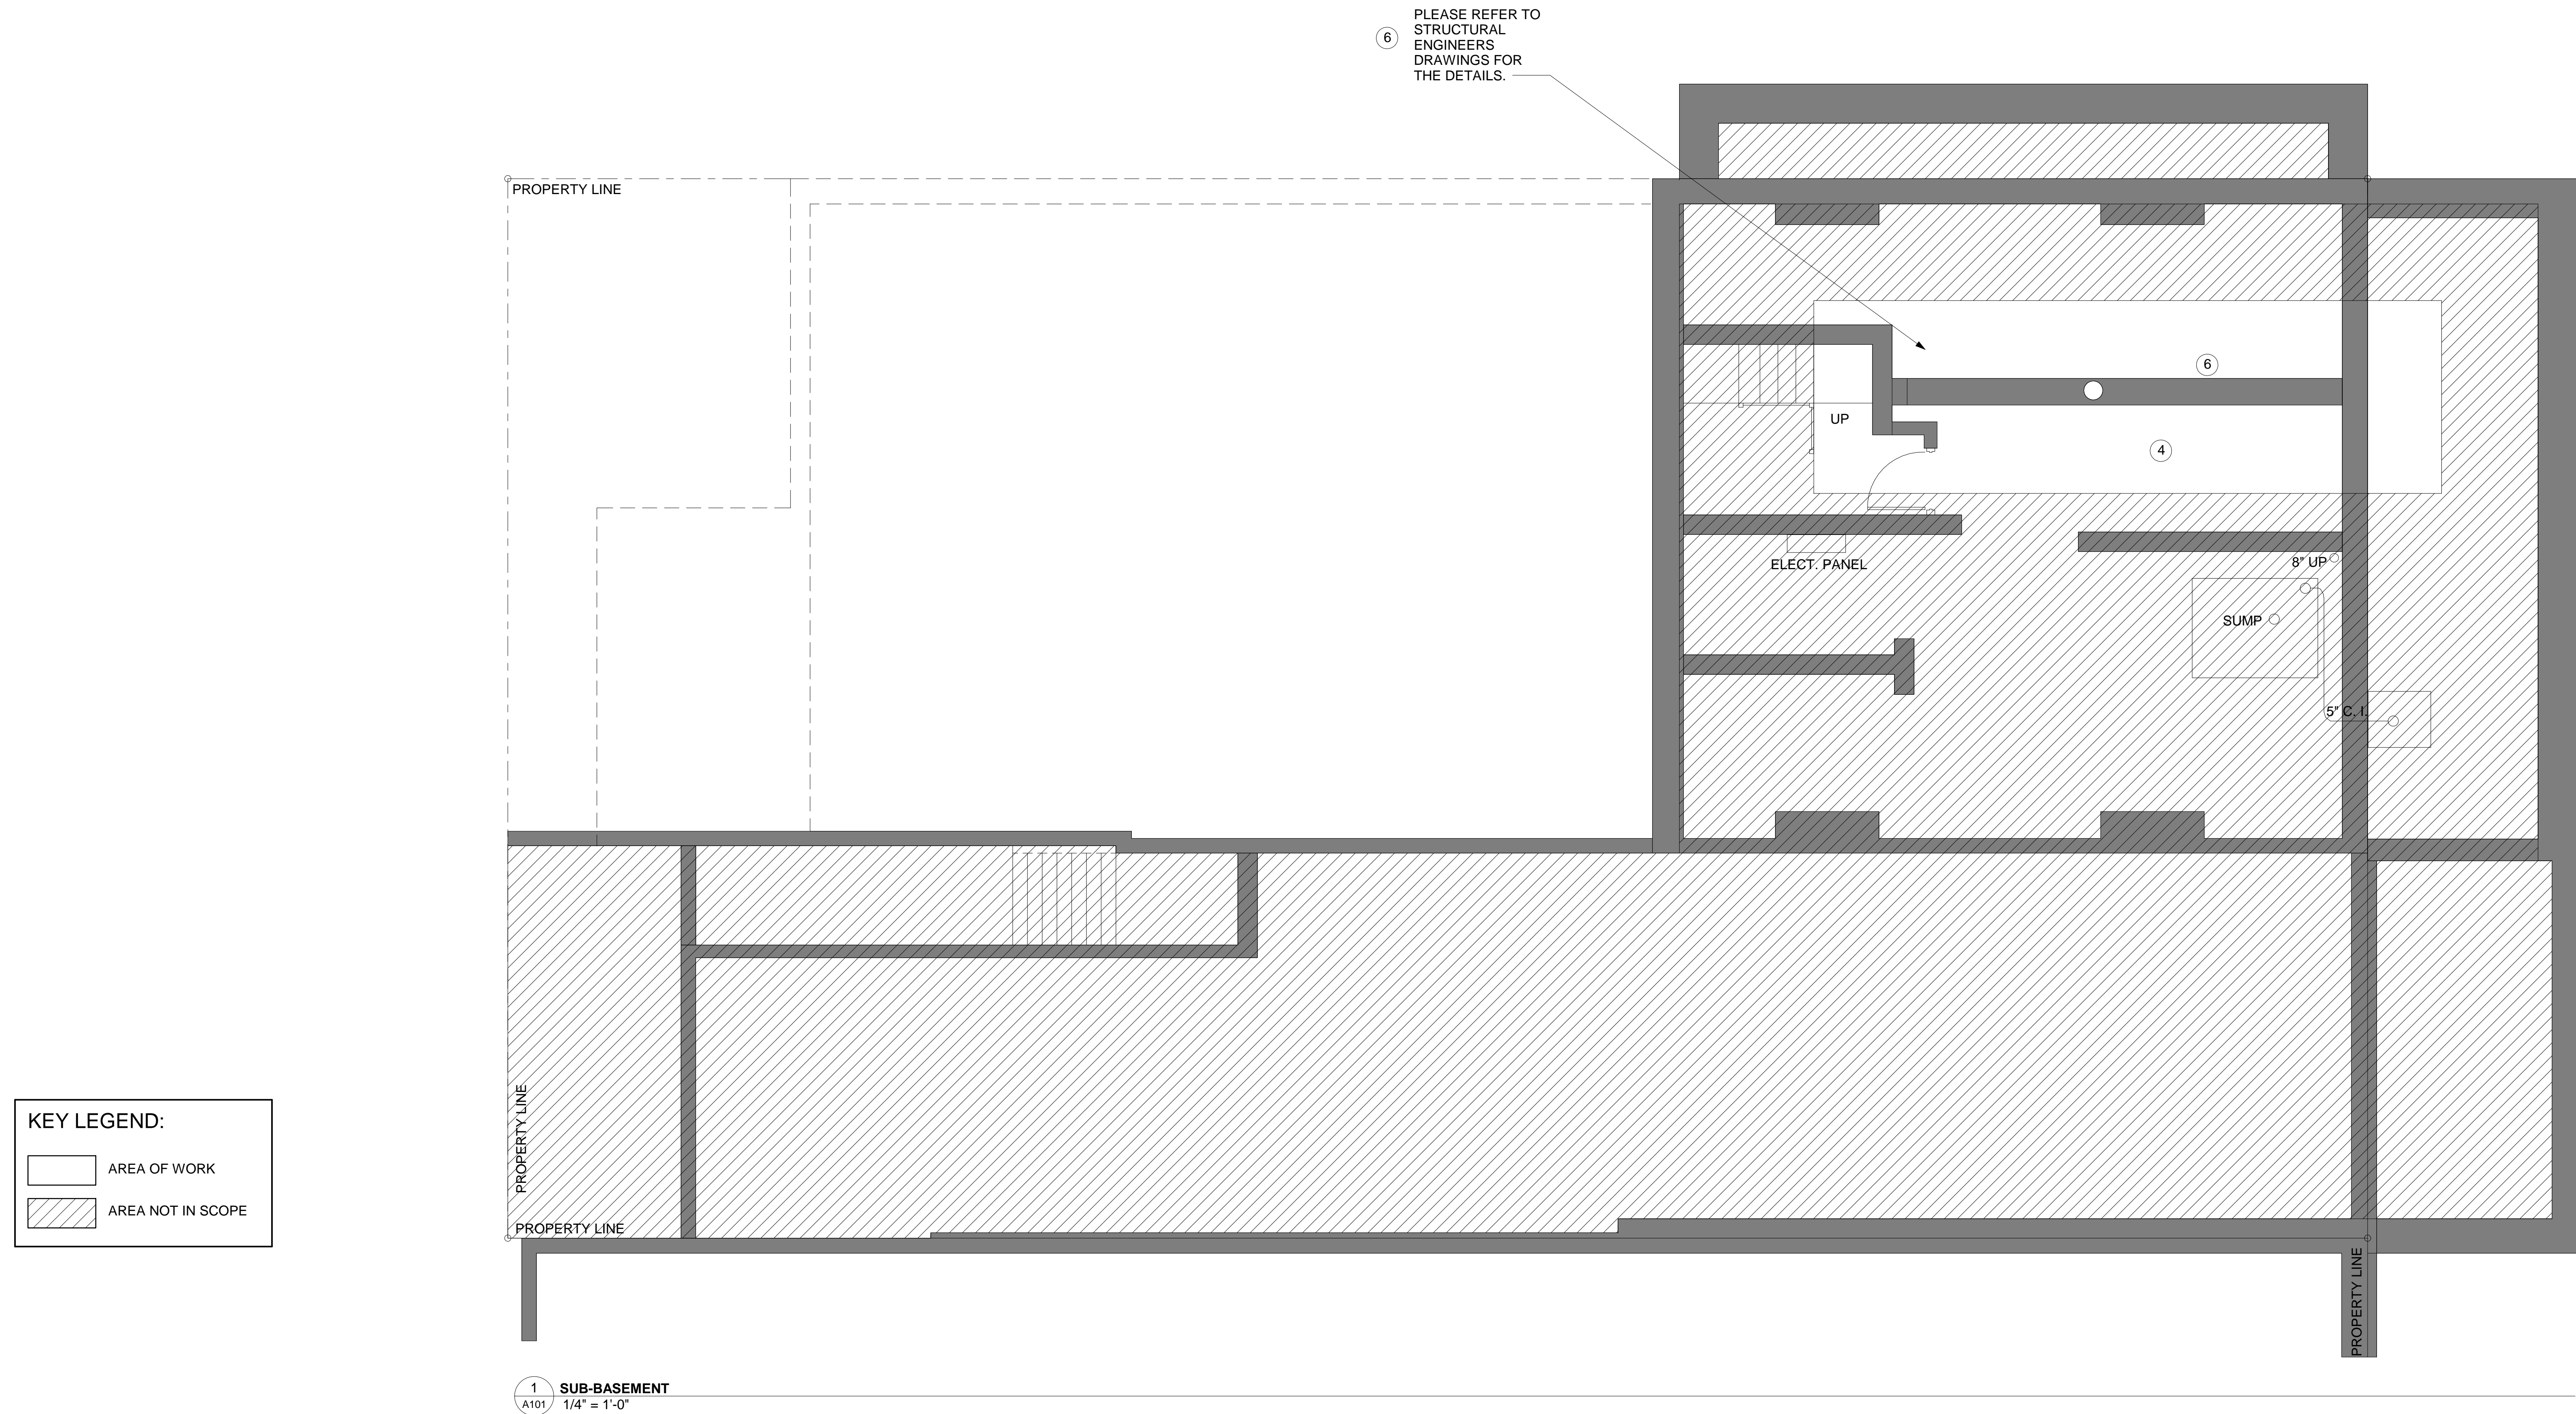 6
PLEASE REFER TO
STRUCTURAL
ENGINEERS
DRAWINGS FOR
THE DETAILS.
PROPERTY LINE
6
UP
4
ELECT. PANEL
8" UP
SUMP
5" C. I.
PROPERTY LINE
KEY LEGEND:
AREA OF WORK
AREA NOT IN SCOPE
PROPERTY LINE
PROPERTY LINE
1
A101
SUB-BASEMENT
1/4" = 1'-0"